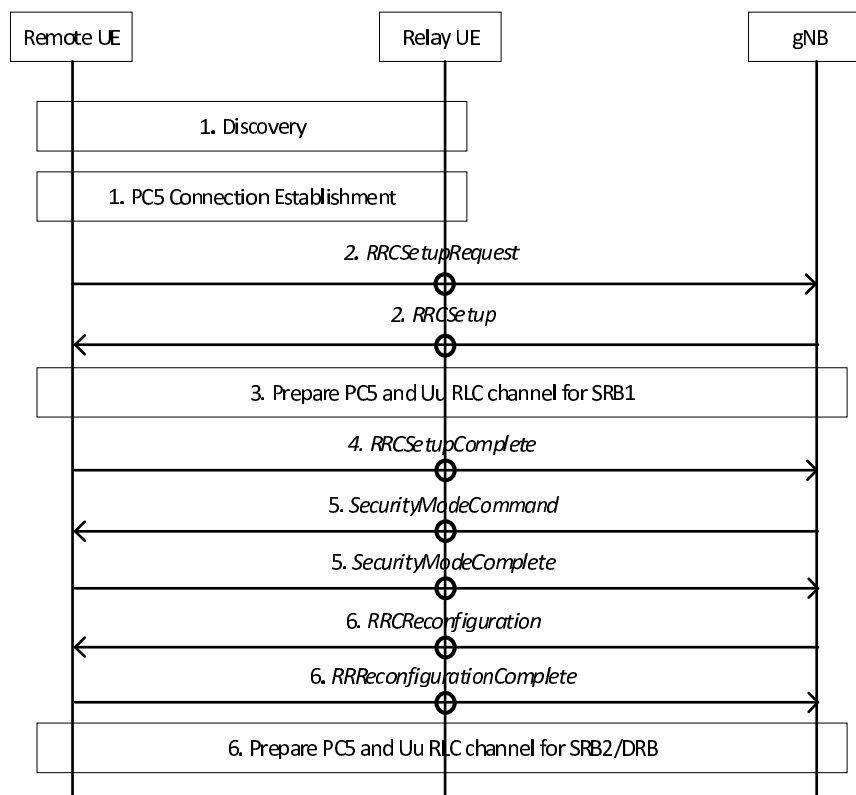 Remote UE
Relay UE
gNB
1. Discovery
1. PC5 Connection Establishment
2. RRCSetupRequest
2. RRCSetup
3. Prepare PC5 and Uu RLC channel for SRB1
4. RRCSetupComplete
5. SecurityModeCommand
5. SecurityModeComplete
6. RRCReconfiguration
6. RRReconfigurationComplete
6. Prepare PC5 and Uu RLC channel for SRB2/DRB